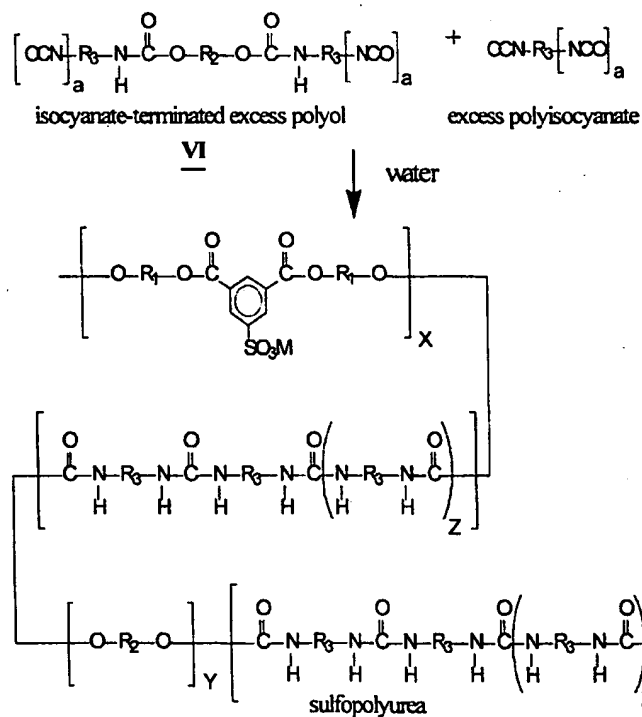 [OCN]a-R3-N-C-O-R2-O-C-N-R3[NCO]a + OCN-R3[NCO]a
O O
H H
isocyanate-terminated excess polyol excess polyisocyanate
VI
water
O O
O-R1-O-C C-O-R1-O
SO3M
X
O O O O
C-N-R3-N-C-N-R3-N-C(N-R3-N-C)
H H H H H H
Z
O O O O
[O-R2-O]Y [C-N-R3-N-C-N-R3-N-C(N-R3-N-C)
H H H H H H
sulfopolyurea